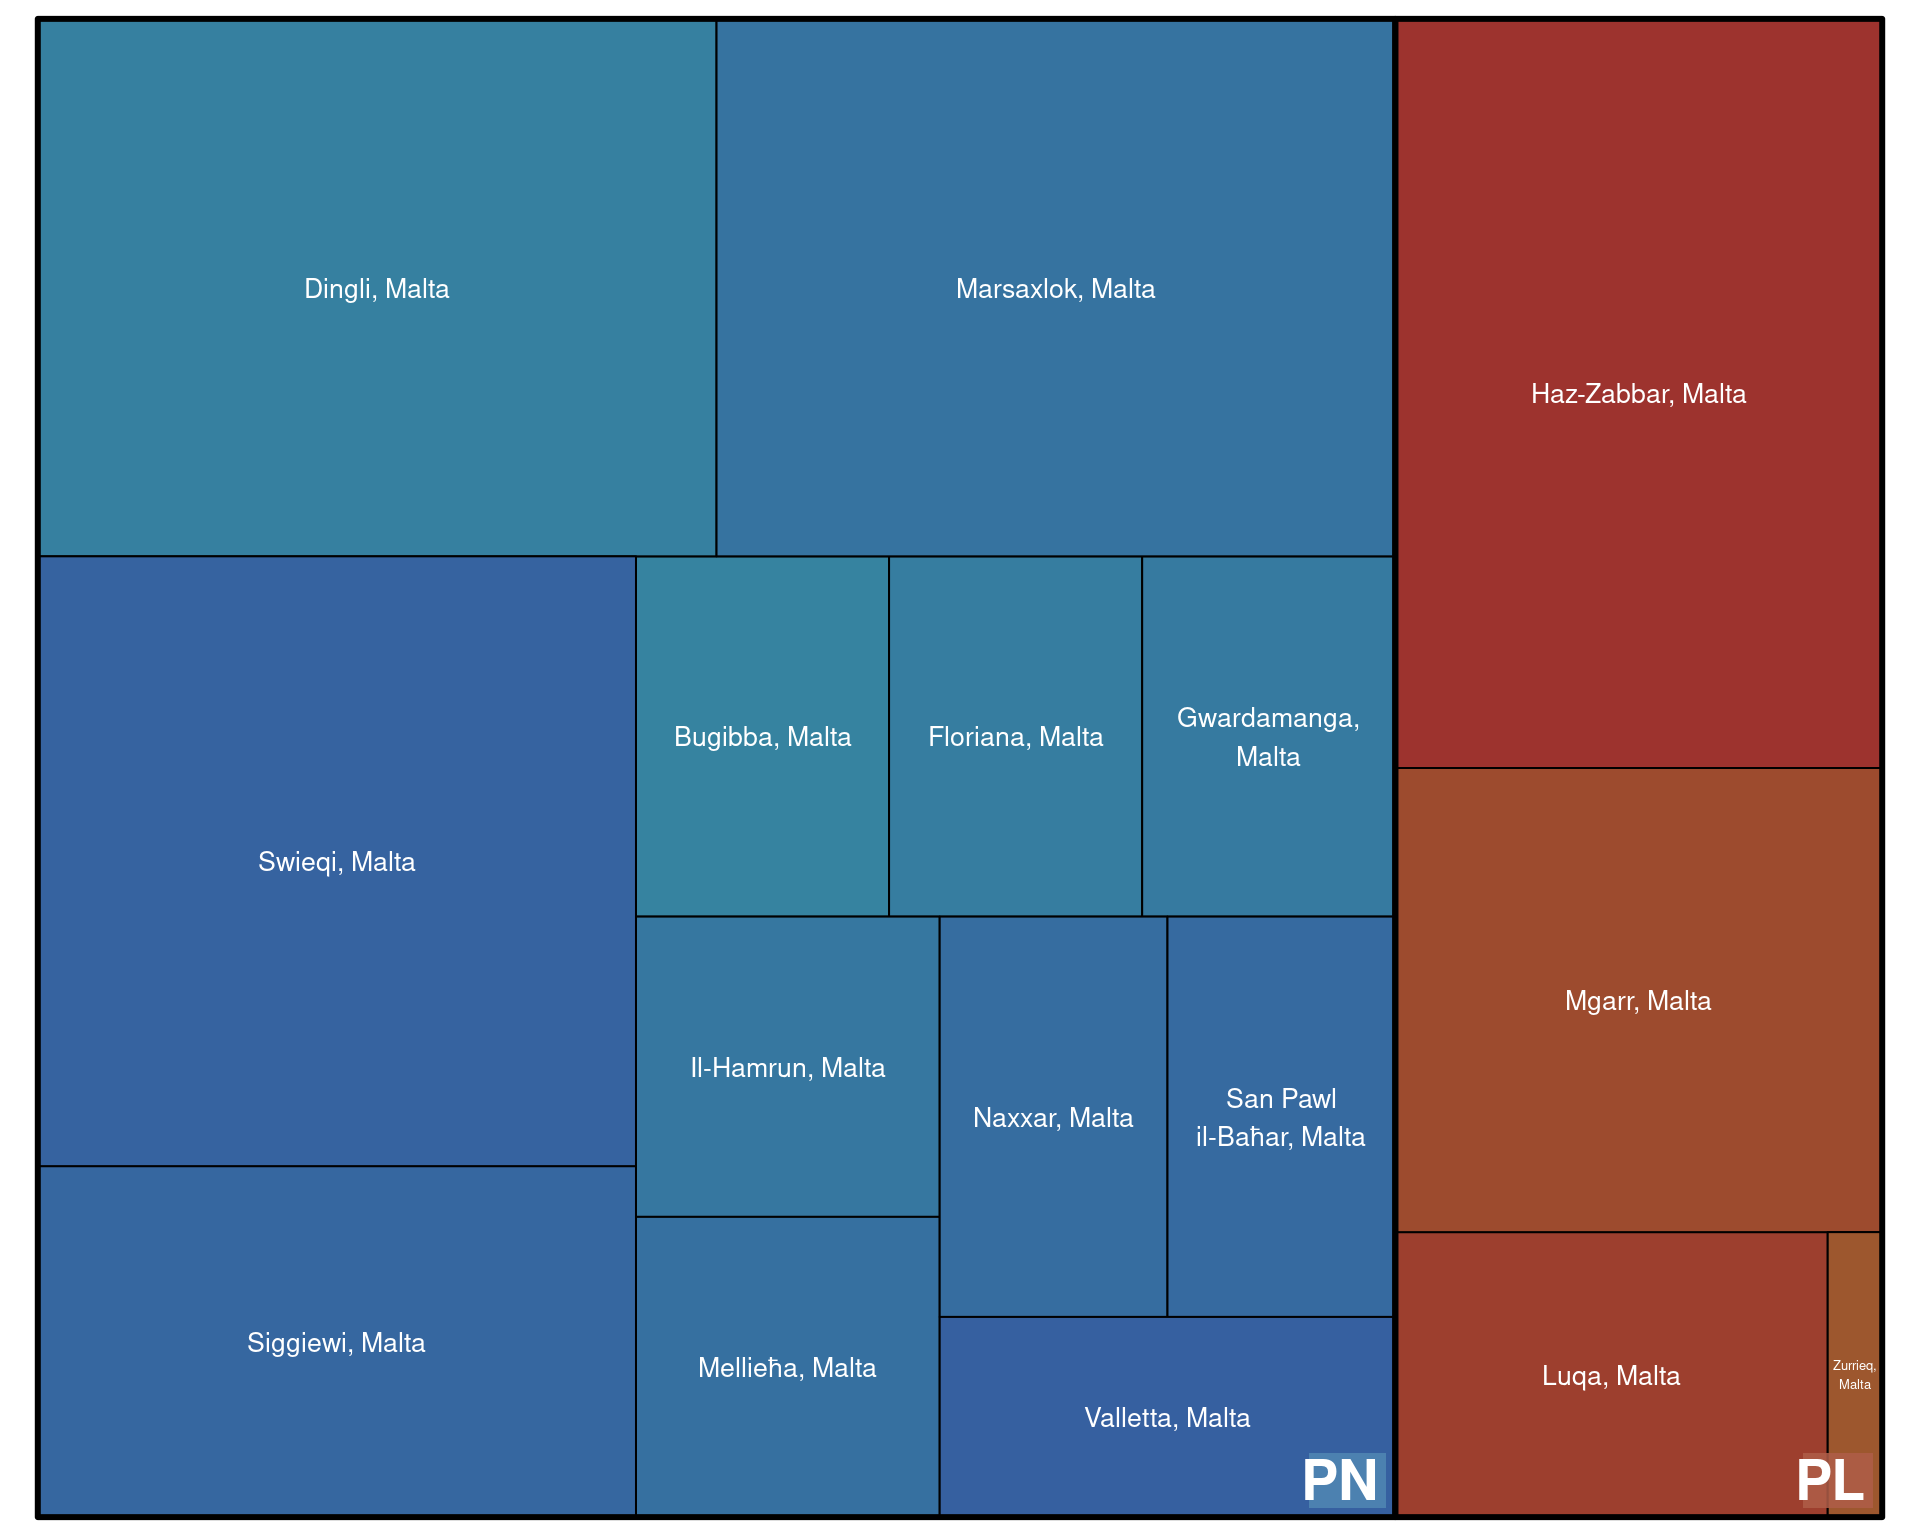 Dingli, Malta
Marsaxlok, Malta
Haz-Zabbar, Malta
Swieqi, Malta
Bugibba, Malta
Floriana, Malta
Gwardamanga,
Malta
Il-Hamrun, Malta
Naxxar, Malta
San Pawl
il-Baħar, Malta
Mgarr, Malta
Siggiewi, Malta
Mellieħa, Malta
Valletta, Malta
Luqa, Malta
Zurrieq,
Malta
PN
PL